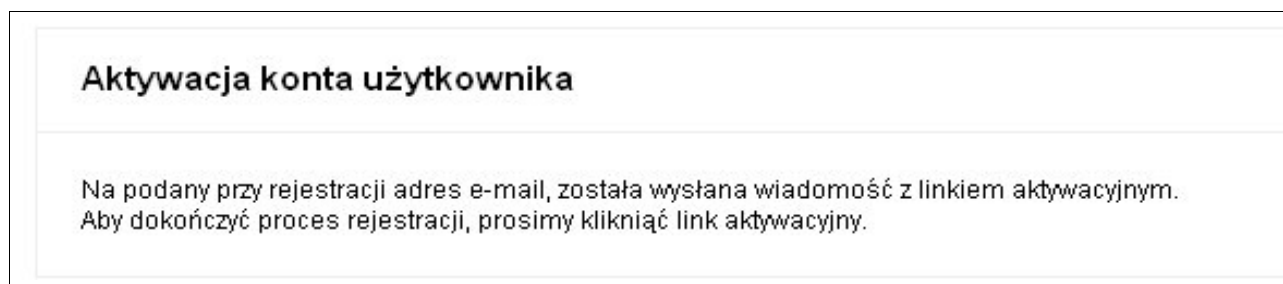 Aktywacja konta użytkownika
Na podany przy rejestracji adres e-mail, została wysłana wiadomość z linkiem aktywacyjnym.
Aby dokończyć proces rejestracji, prosimy kliknąć link aktywacyjny.